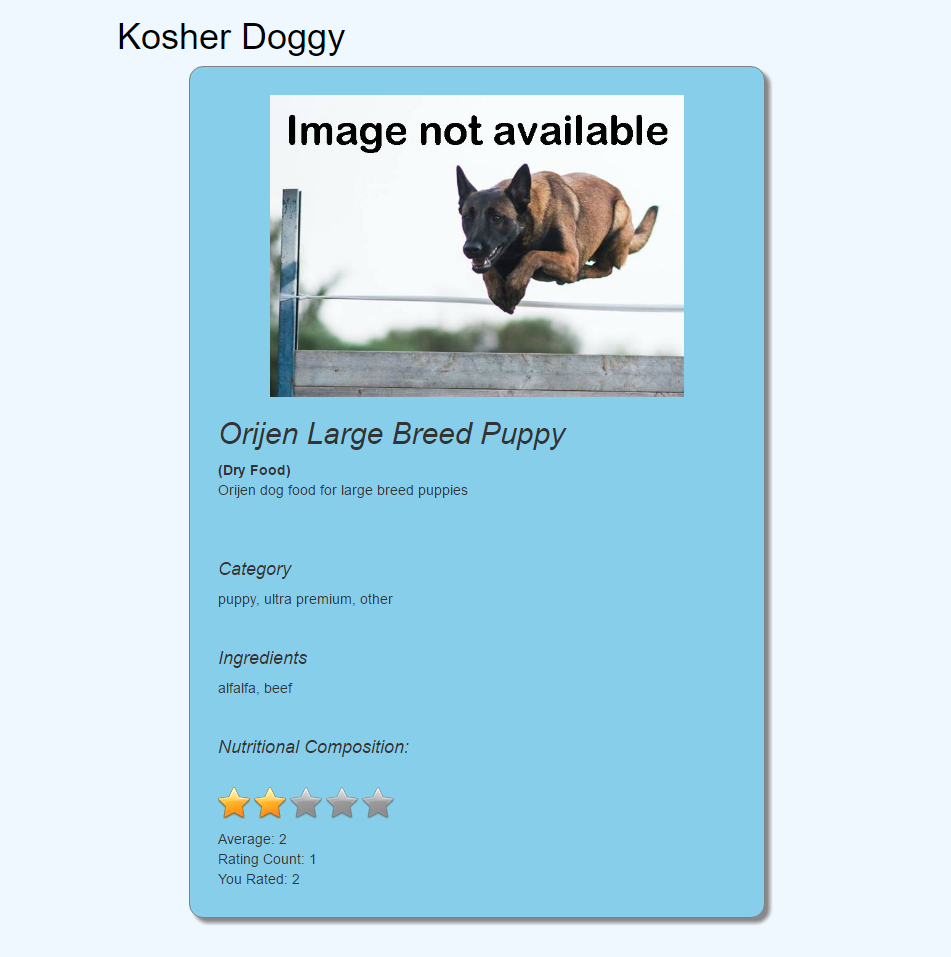 Kosher Doggy
Image not available
Orijen Large Breed Puppy
(Dry Food)
Orijen dog food for large breed puppies
Category
puppy, ultra premium, other
Ingredients
alfalfa, beef
Nutritional Composition:
Average: 2
Rating Count: 1
You Rated: 2